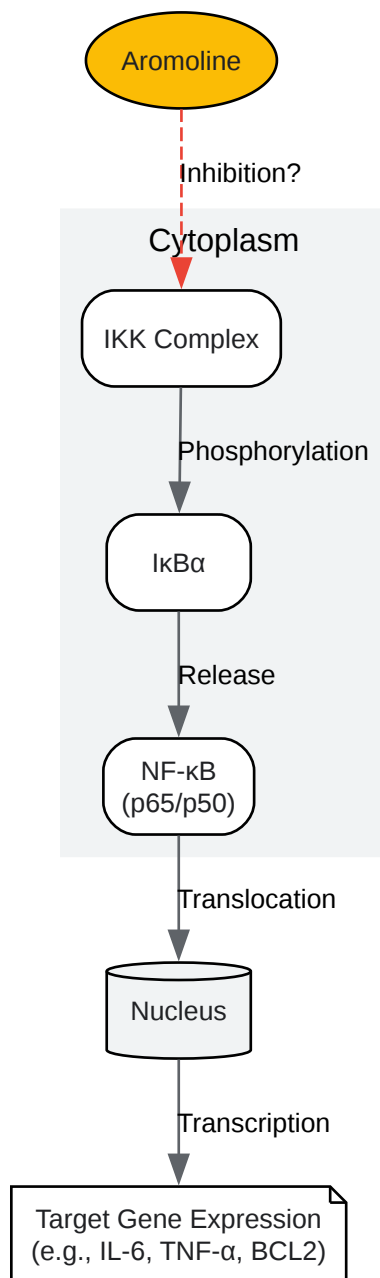 Aromoline
Inhibition?
Cytoplasm
IKK Complex
Phosphorylation
IκBα
Release
NF-κB
(p65/p50)
Translocation
Nucleus
Transcription
Target Gene Expression
(e.g., IL-6, TNF-α, BCL2)